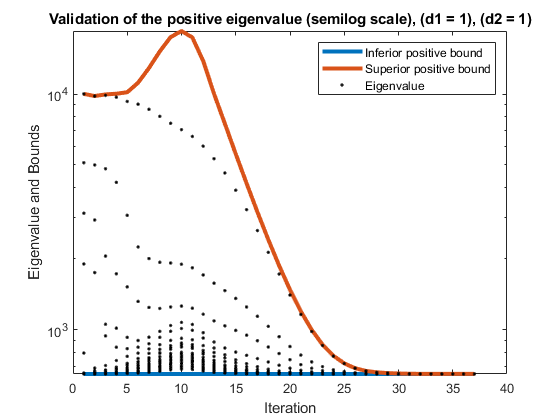 Validation of the positive eigenvalue (semilog scale), (d1 = 1), (d2 = 1)
Inferior positive bound
Superior positive bound
Eigenvalue
10^4
10^3
Eigenvalue and Bounds
0 5 10 15 20 25 30 35 40
Iteration